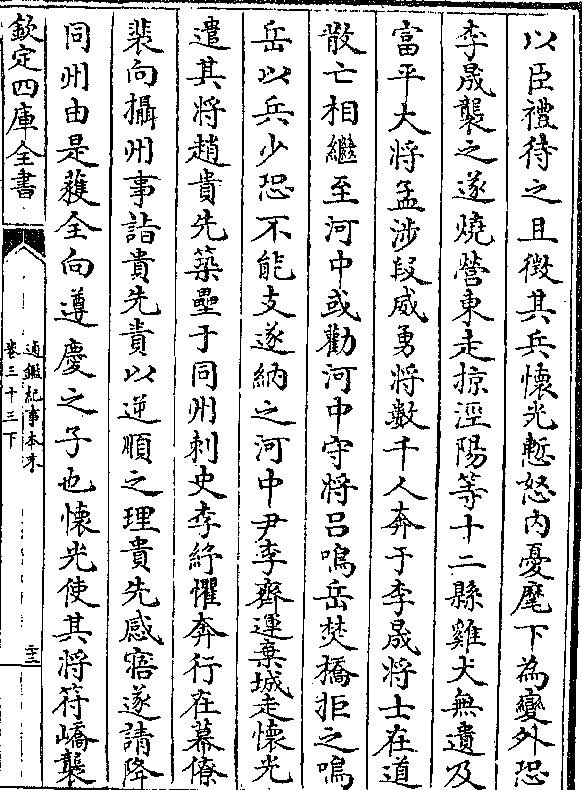 以臣禮待之且徴其兵懷光慙怒内憂麾下為變外恐
李晟襲之遂燒營東走掠涇陽等十二縣雞犬無遺及
富平大將孟渉段威勇將數千人奔于李晟將士在道
散亡相繼至河中或勸河中守將呂鳴岳焚橋拒之鳴
岳以兵少恐不能支遂納之河中尹李齊運棄城走懷光
遣其將趙貴先築壘于同州刺史李紓懼奔行在幕僚
裴向攝州事詣貴先責以逆順之理貴先感寤遂請降
同州由是獲全向遵慶之子也懷光使其將符嶠襲
欽定四庫全書
通鑑紀事本末
卷三十三下